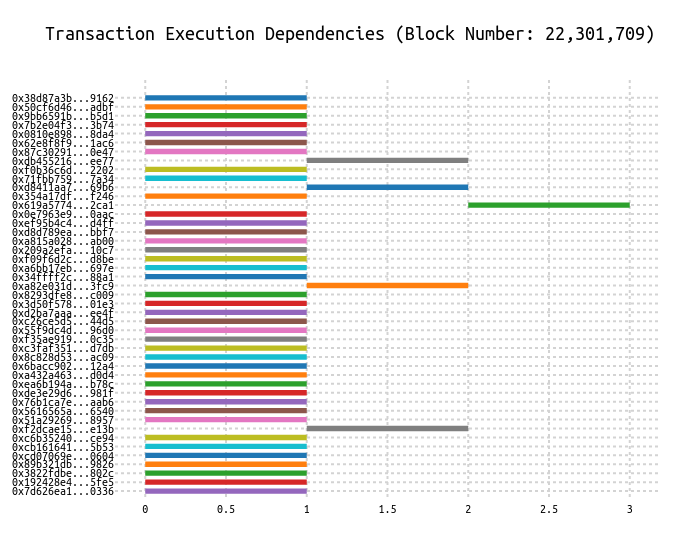 Transaction Execution Dependencies (Block Number: 22,301,709)
0x38d87a3b...9162
0x50cf6d46...adbf
0x9bb6591b...b5d1
0x7b2e04f3...3b74
0x0810e898...8da4
0x62e8f8f9...1ac6
0x87c30291...0e47
0xdb455216...ee77
0xf0b36c6d...2202
0x71fbb759...7a34
0xd8411aa7...69b6
0x354a17df...f246
0x619a5774...2ca1
0x0e7963e9...0aac
0xef95b4c4...d4ff
0xd8d789ea...bbf7
0xa815a028...ab00
0x209a2efa...10c7
0xf09f6d2c...d8be
0xa6bb17eb...697e
0x34ffff2c...88a1
0xa82e031d...3fc9
0x8293dfe8...c009
0x3d50f578...01e3
0xd2ba7aaa...ee4f
0xc26ce5d5...44d5
0x55f9dc4d...96d0
0xf35ae919...0c35
0xc3faf351...d7db
0x8c828d53...ac09
0x6bacc902...12a4
0xa432a463...d0d4
0xea6b194a...b78c
0xde3e29d6...981f
0x76b1ca7e...aab6
0x5616565a...6540
0x51a29269...8957
0xf2dcae15...e13b
0xc6b35240...ce94
0xcb161641...5b53
0xcd07069e...0604
0x89b321db...9826
0x3822fdbe...802c
0x192428e4...5fe5
0x7d626ea1...0336
0 0.5 1 1.5 2 2.5 3